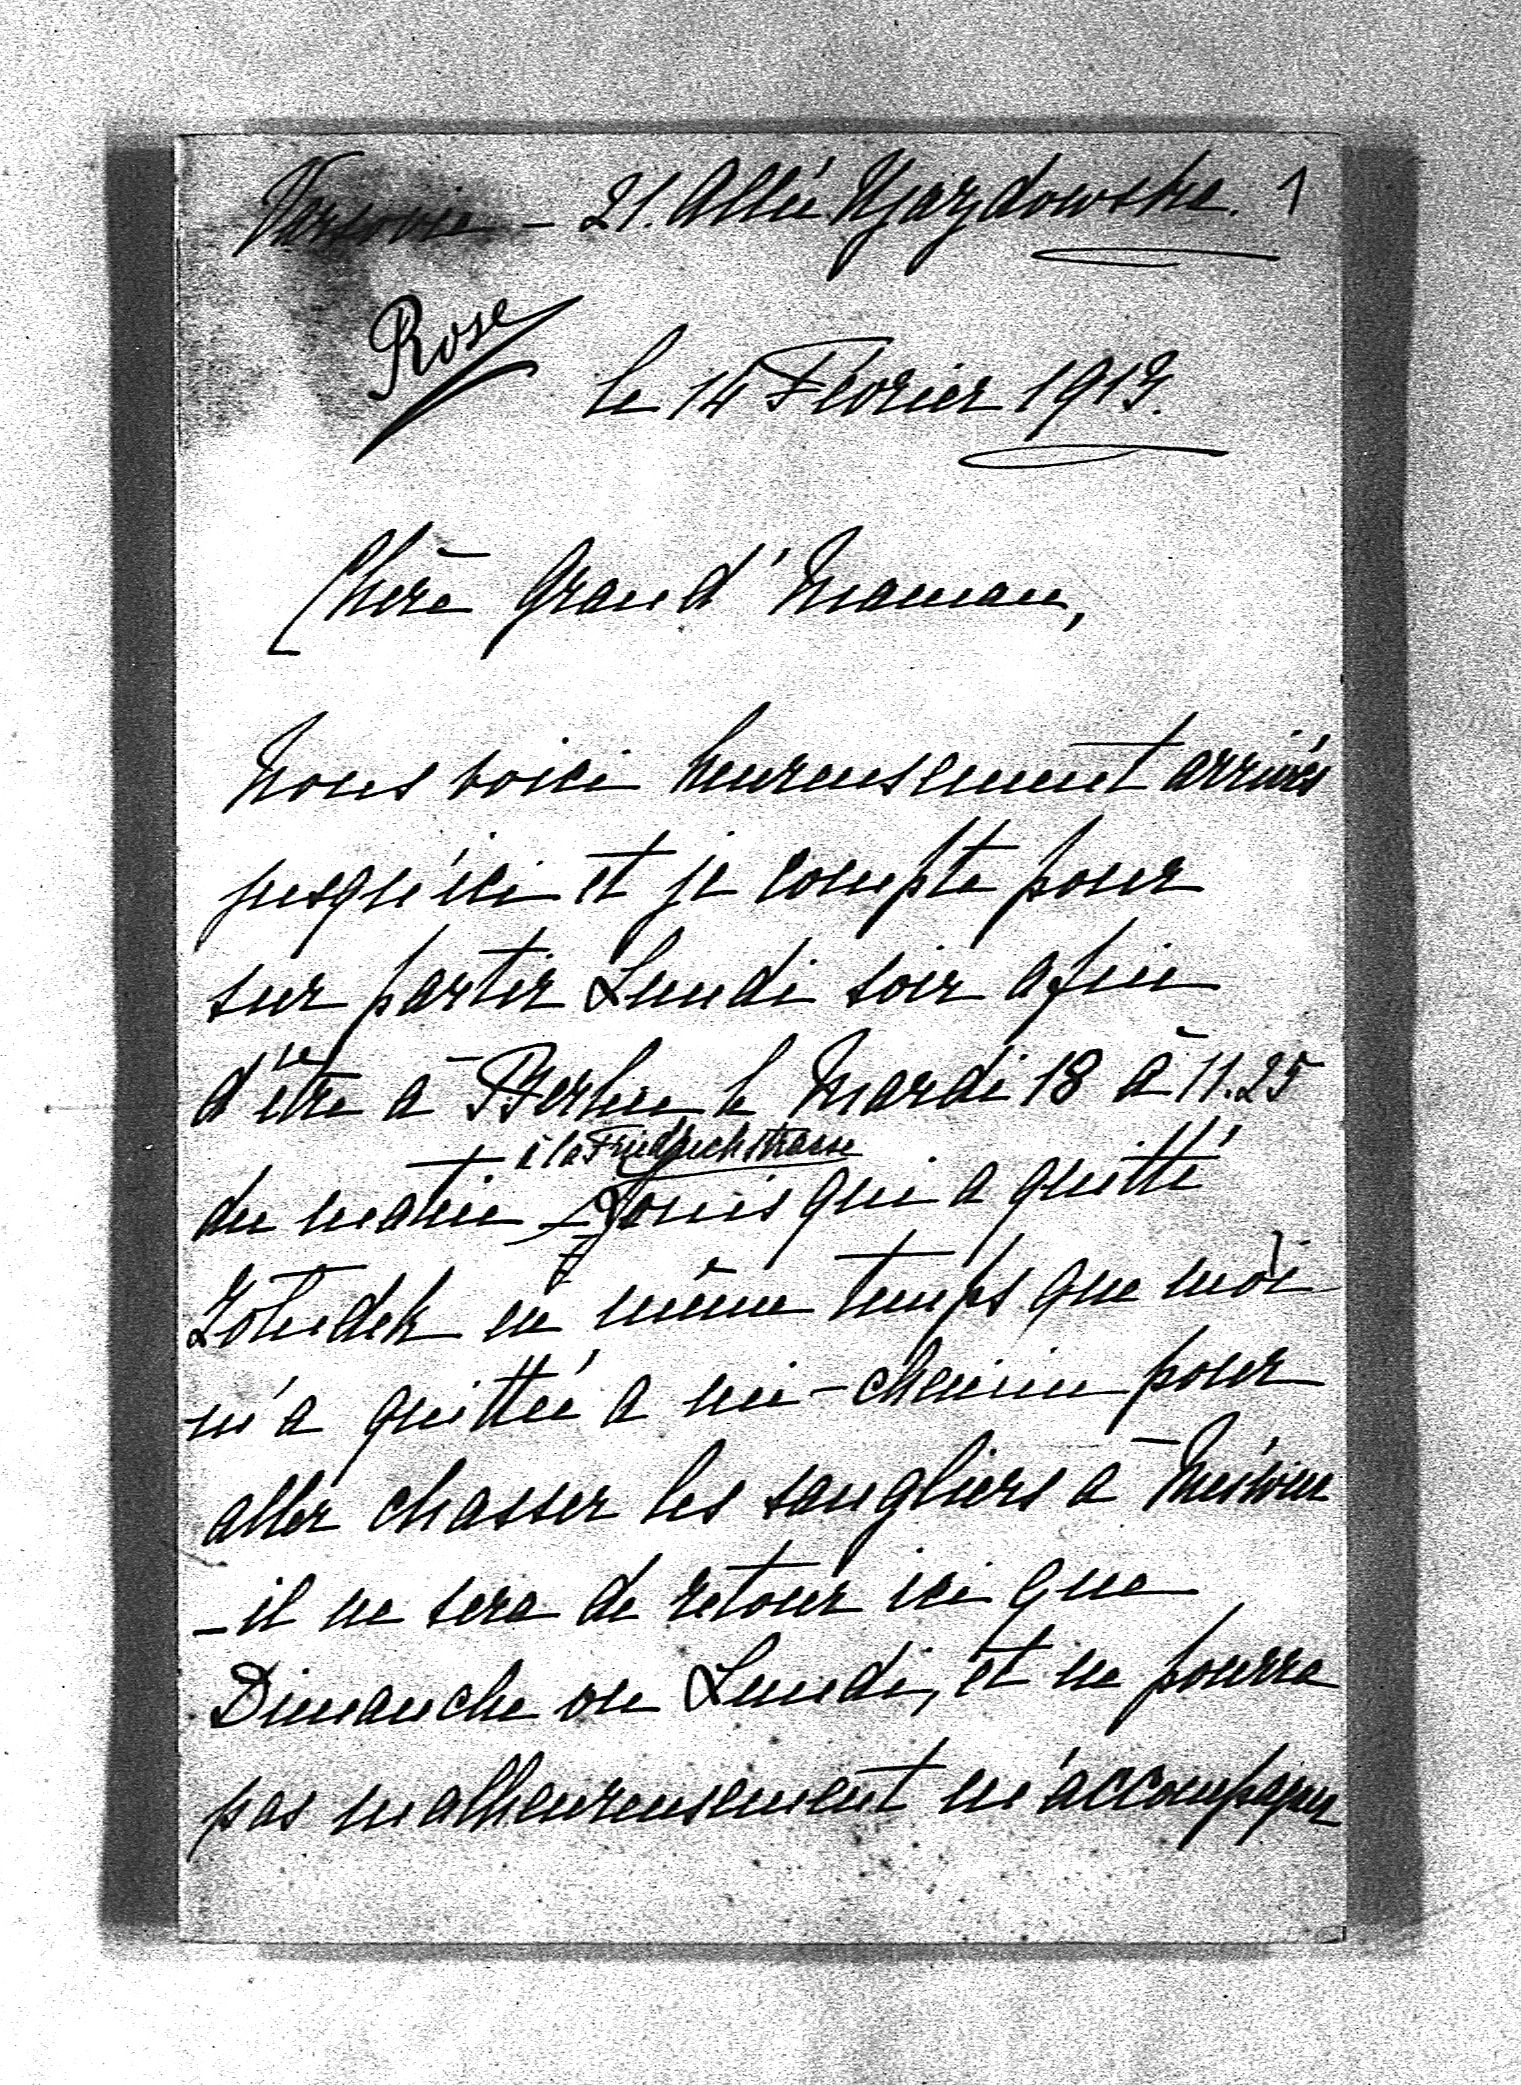 Varsovie - 21. Allée Ujazdowska. 1
Rose
le 14 Février 1913.
Chère Grand'Maman,
Nous voici heureusement arrivés
jusqu'ici et je compte pour
sur partir Lundi soir afin
d'être à Berlin le Mardi 18 à 11.25
à la Friedrichstrasse
du matin Louis qui a quitté
en même temps que moi
m'a quittée a mi-chemin pour
aller chasser les sangliers à
- il ne sera de retour ici que
Dimanche ou Lundi, et ne pourra
pas malheureusement m'accompagner